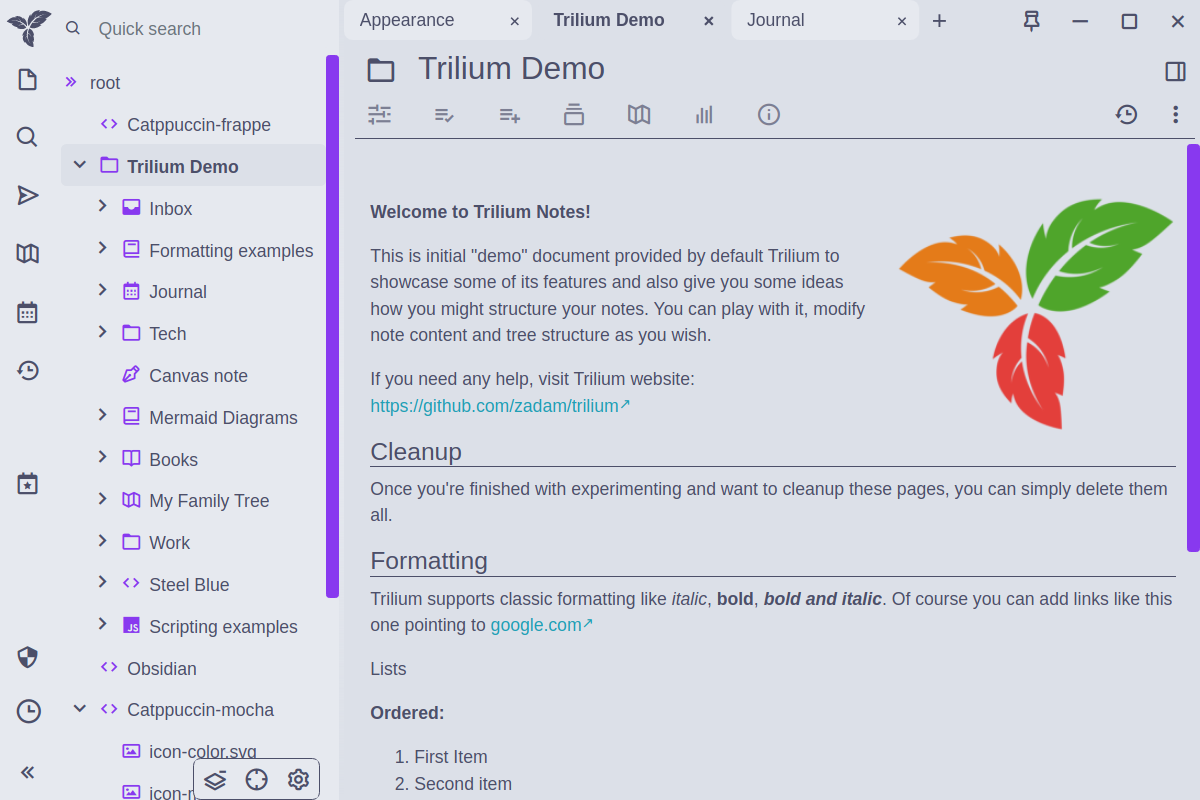 Quick search
Appearance
Trilium Demo
Journal
root
Catppuccin-frappe
Trilium Demo
Inbox
Formatting examples
Journal
Tech
Canvas note
Mermaid Diagrams
Books
My Family Tree
Work
Steel Blue
Scripting examples
Obsidian
Catppuccin-mocha
icon-color.svg
Trilium Demo
Welcome to Trilium Notes!
This is initial "demo" document provided by default Trilium to
showcase some of its features and also give you some ideas
how you might structure your notes. You can play with it, modify
note content and tree structure as you wish.
If you need any help, visit Trilium website:
https://github.com/zadam/trilium
Cleanup
Once you're finished with experimenting and want to cleanup these pages, you can simply delete them
all.
Formatting
Trilium supports classic formatting like italic, bold, bold and italic. Of course you can add links like this
one pointing to google.com
Lists
Ordered:
1. First Item
2. Second item